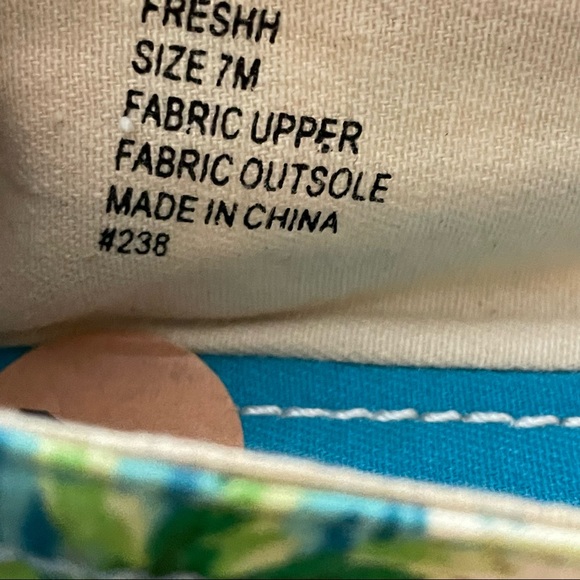 FRESHH
SIZE 7M
FABRIC UPPER
FABRIC OUTSOLE
MADE IN CHINA
#238